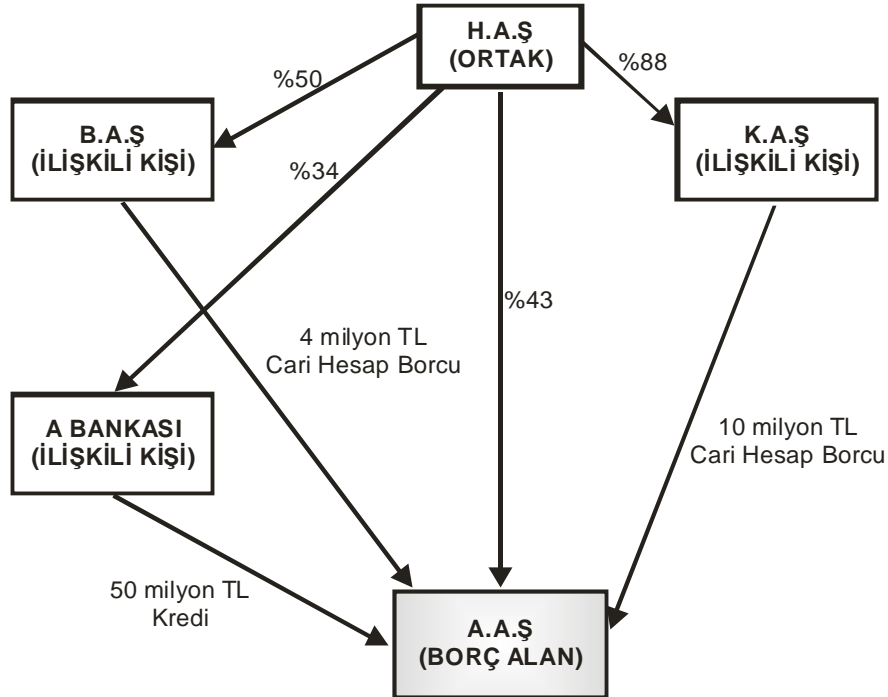 H.A.Ş
(ORTAK)
%50
%88
B.A.Ş
(İLİŞKİLİ KİŞİ)
K.A.Ş
(İLİŞKİLİ KİŞİ)
%34
%43
4 milyon TL
Cari Hesap Borcu
A BANKASI
(İLİŞKİLİ KİŞİ)
10 milyon TL
Cari Hesap Borcu
50 milyon TL
Kredi
A.A.Ş
(BORÇ ALAN)